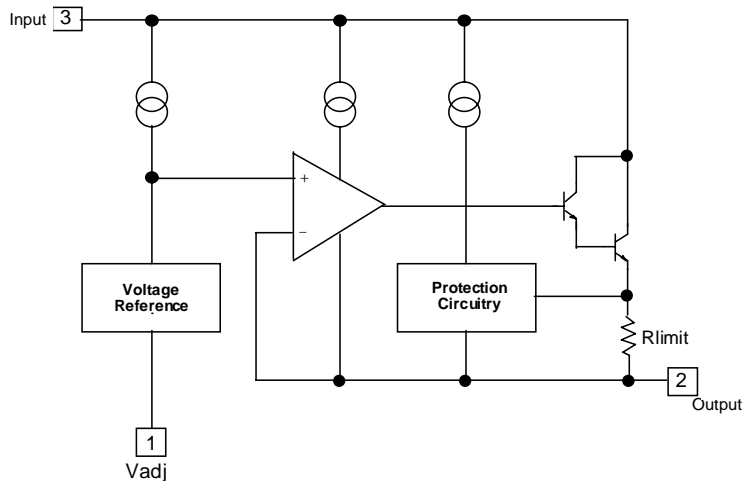 Input 3
+
−
Voltage
Reference
Protection
Circuitry
Rlimit
2
Output
1
Vadj